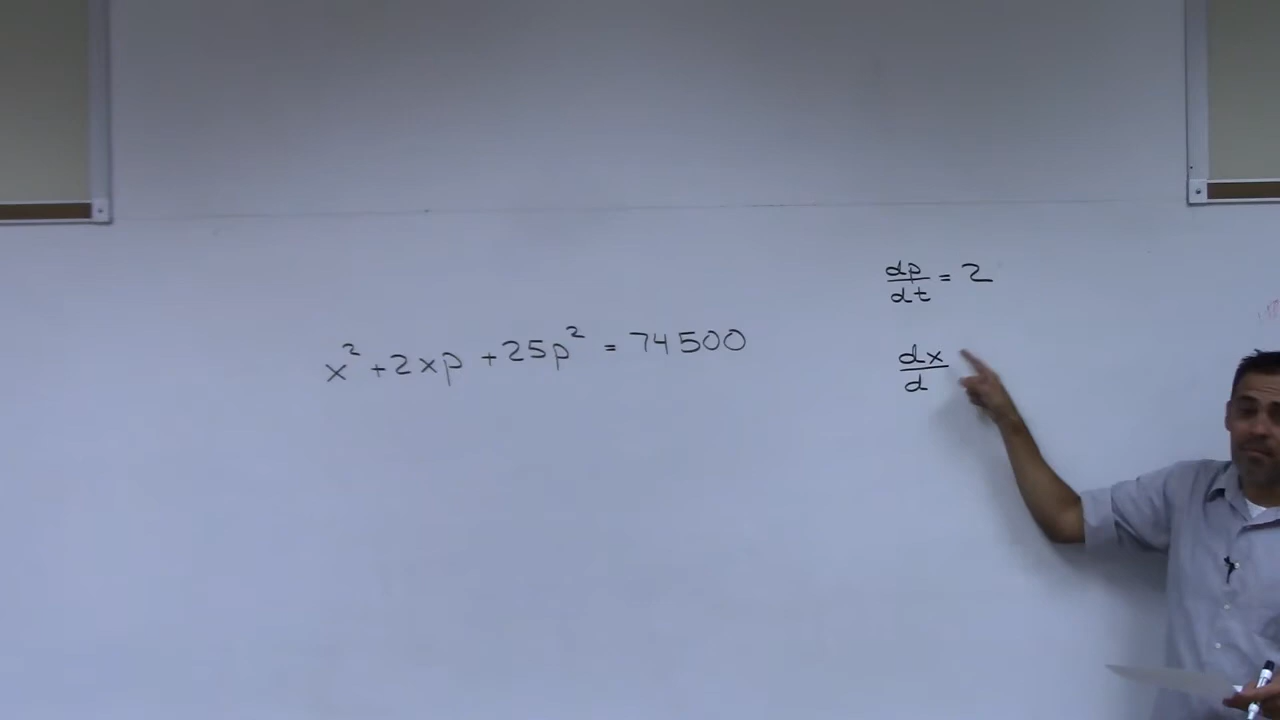 dp/dt = 2
x² + 2xp + 25p² = 74500
dx/d